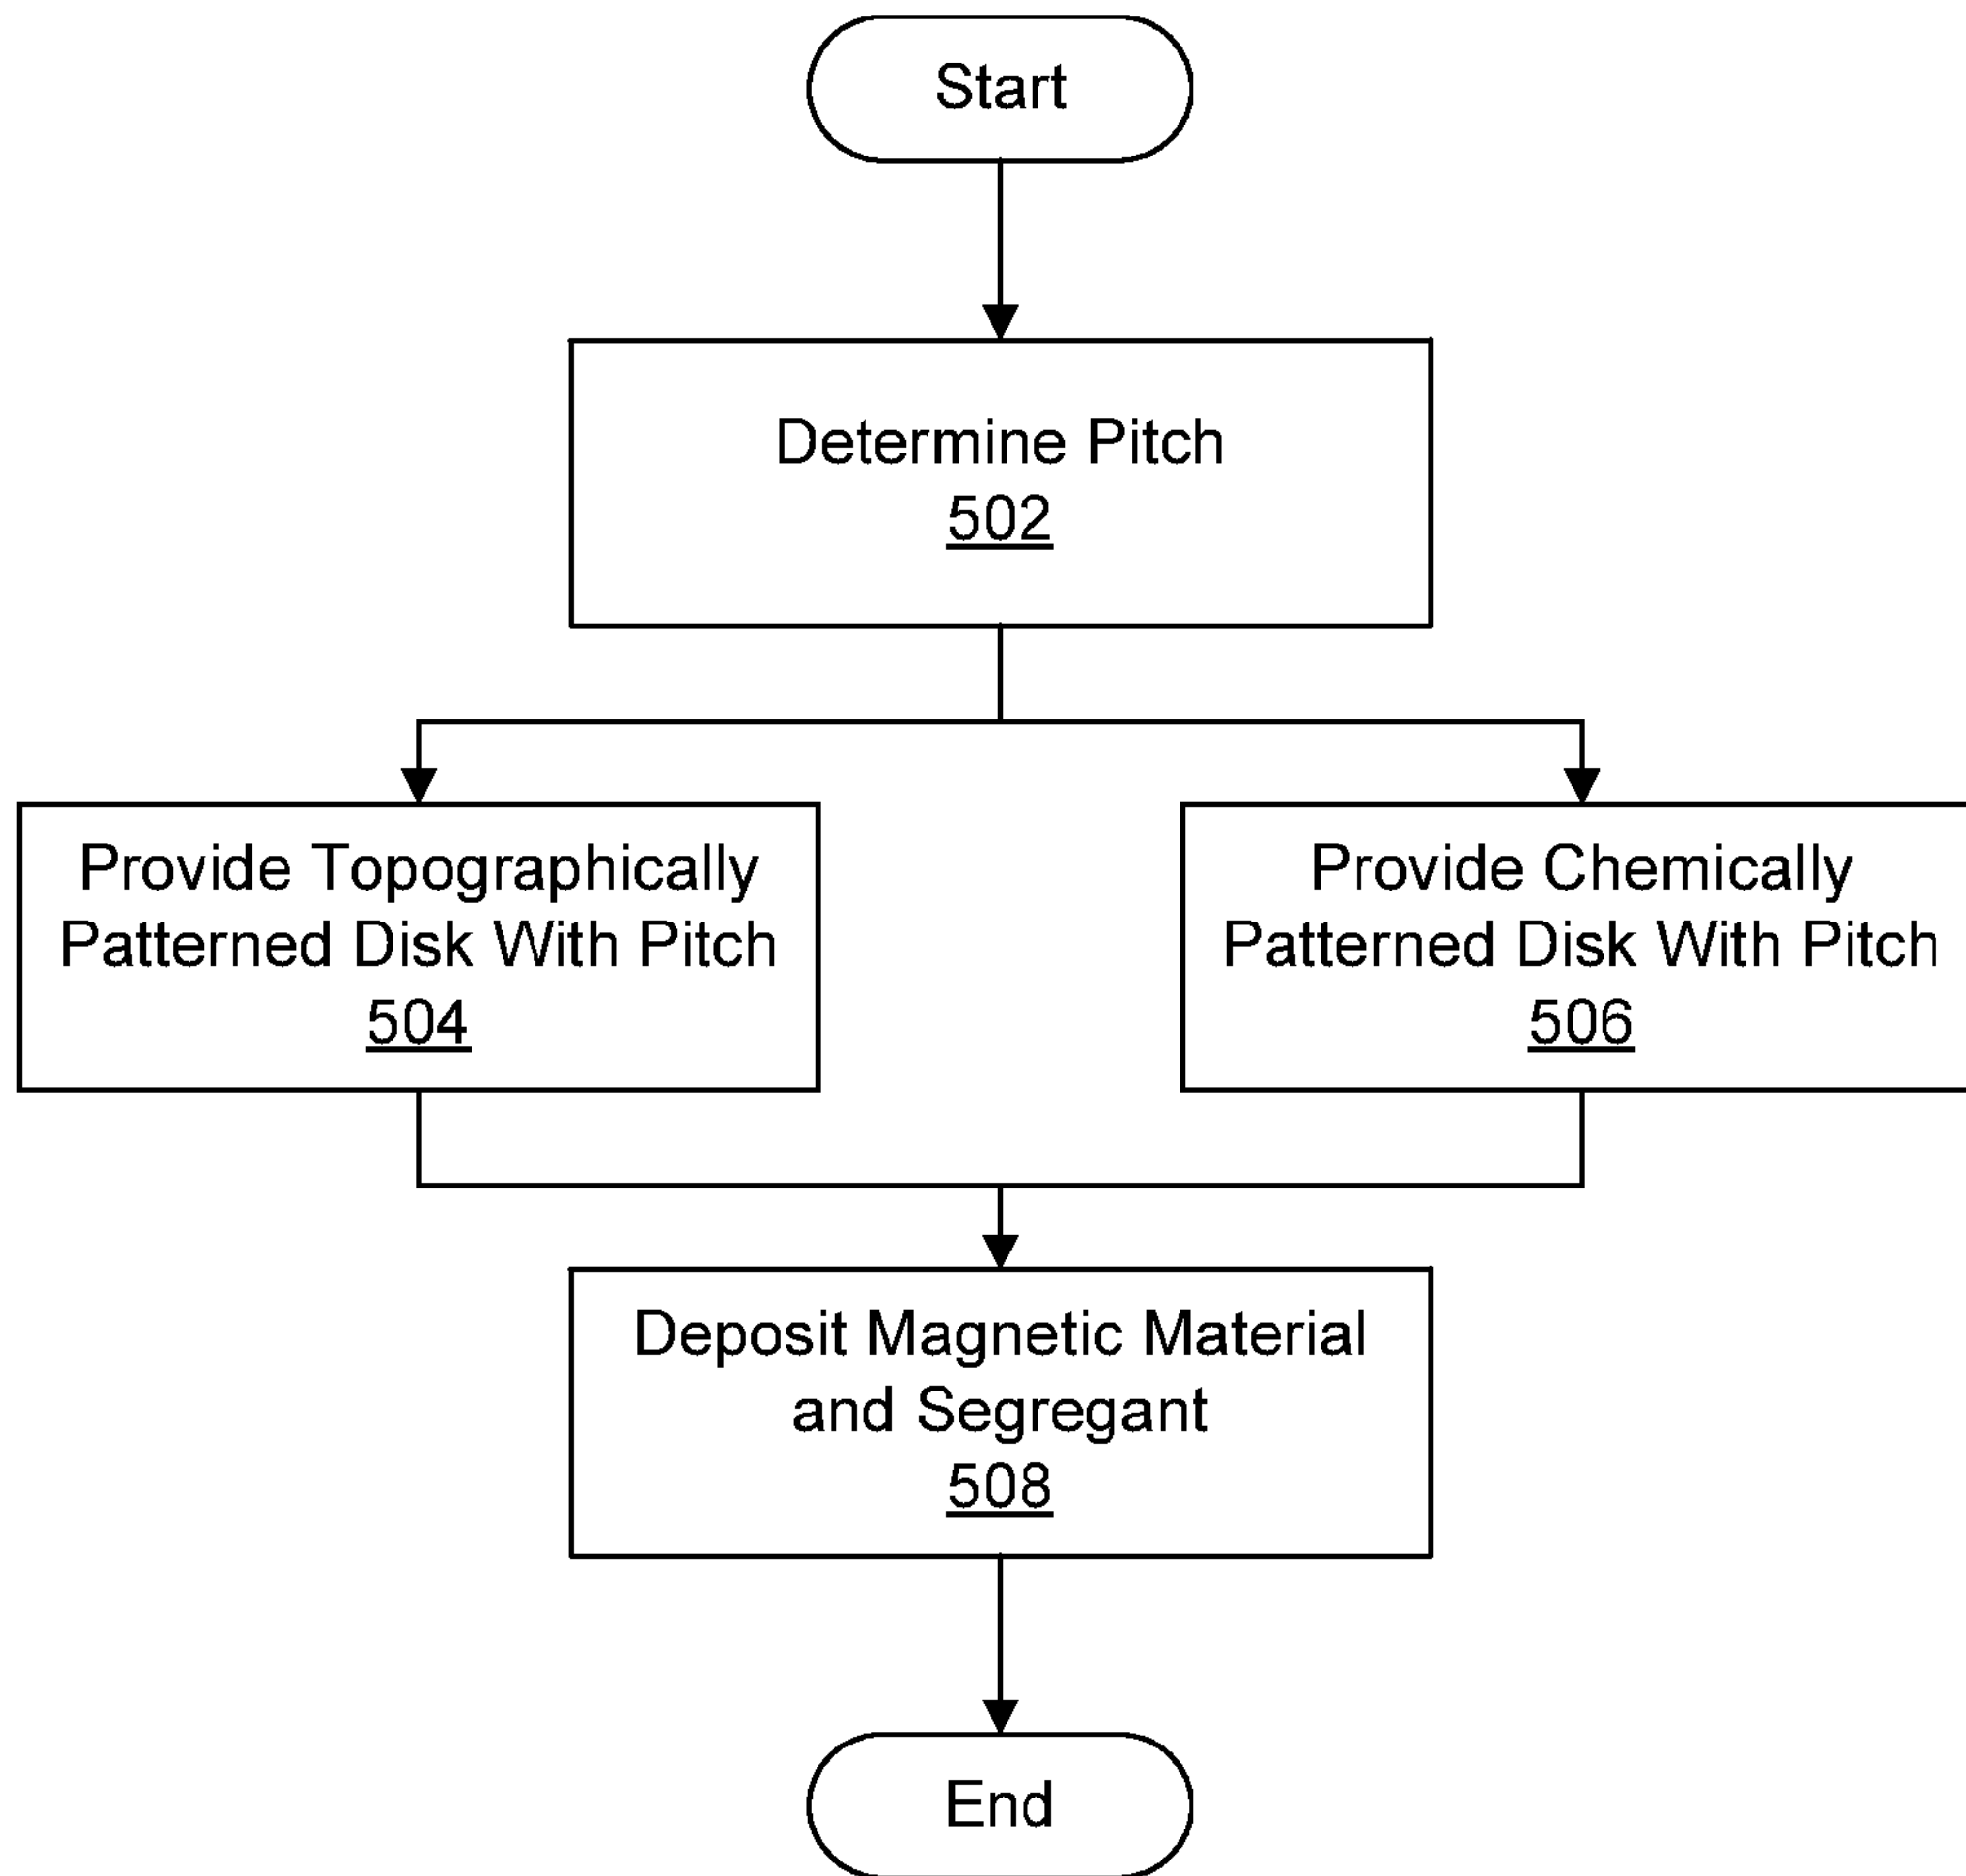 Start
Determine Pitch
502
Provide Topographically
Patterned Disk With Pitch
504
Provide Chemically
Patterned Disk With Pitch
506
Deposit Magnetic Material
and Segregant
508
End